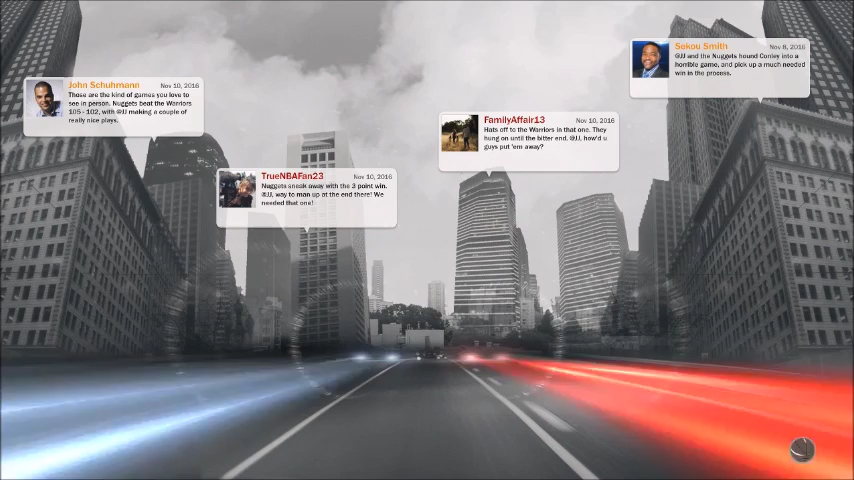 John Schuhmann Nov 10, 2016
Those are the kind of games you love to
see in person. Nuggets beat the Warriors
105 - 102, with @JJ making a couple of
really nice plays.
TrueNBAFan23 Nov 10, 2016
Nuggets sneak away with the 3 point win.
@JJ, way to man up at the end there! We
needed that one!
FamilyAffair13 Nov 10, 2016
Hats off to the Warriors in that one. They
hung on until the bitter end. @JJ, how'd u
guys put 'em away?
Sekou Smith Nov 8, 2016
@JJ and the Nuggets hound Conley into a
horrible game, and pick up a much needed
win in the process.